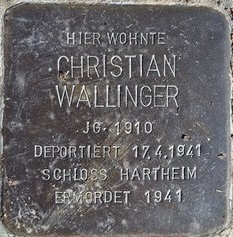 HIER WOHNTE
CHRISTIAN
WALLINGER
JG. 1910
DEPORTIERT 17.4.1941
SCHLOSS HARTHEIM
ERMORDET 1941